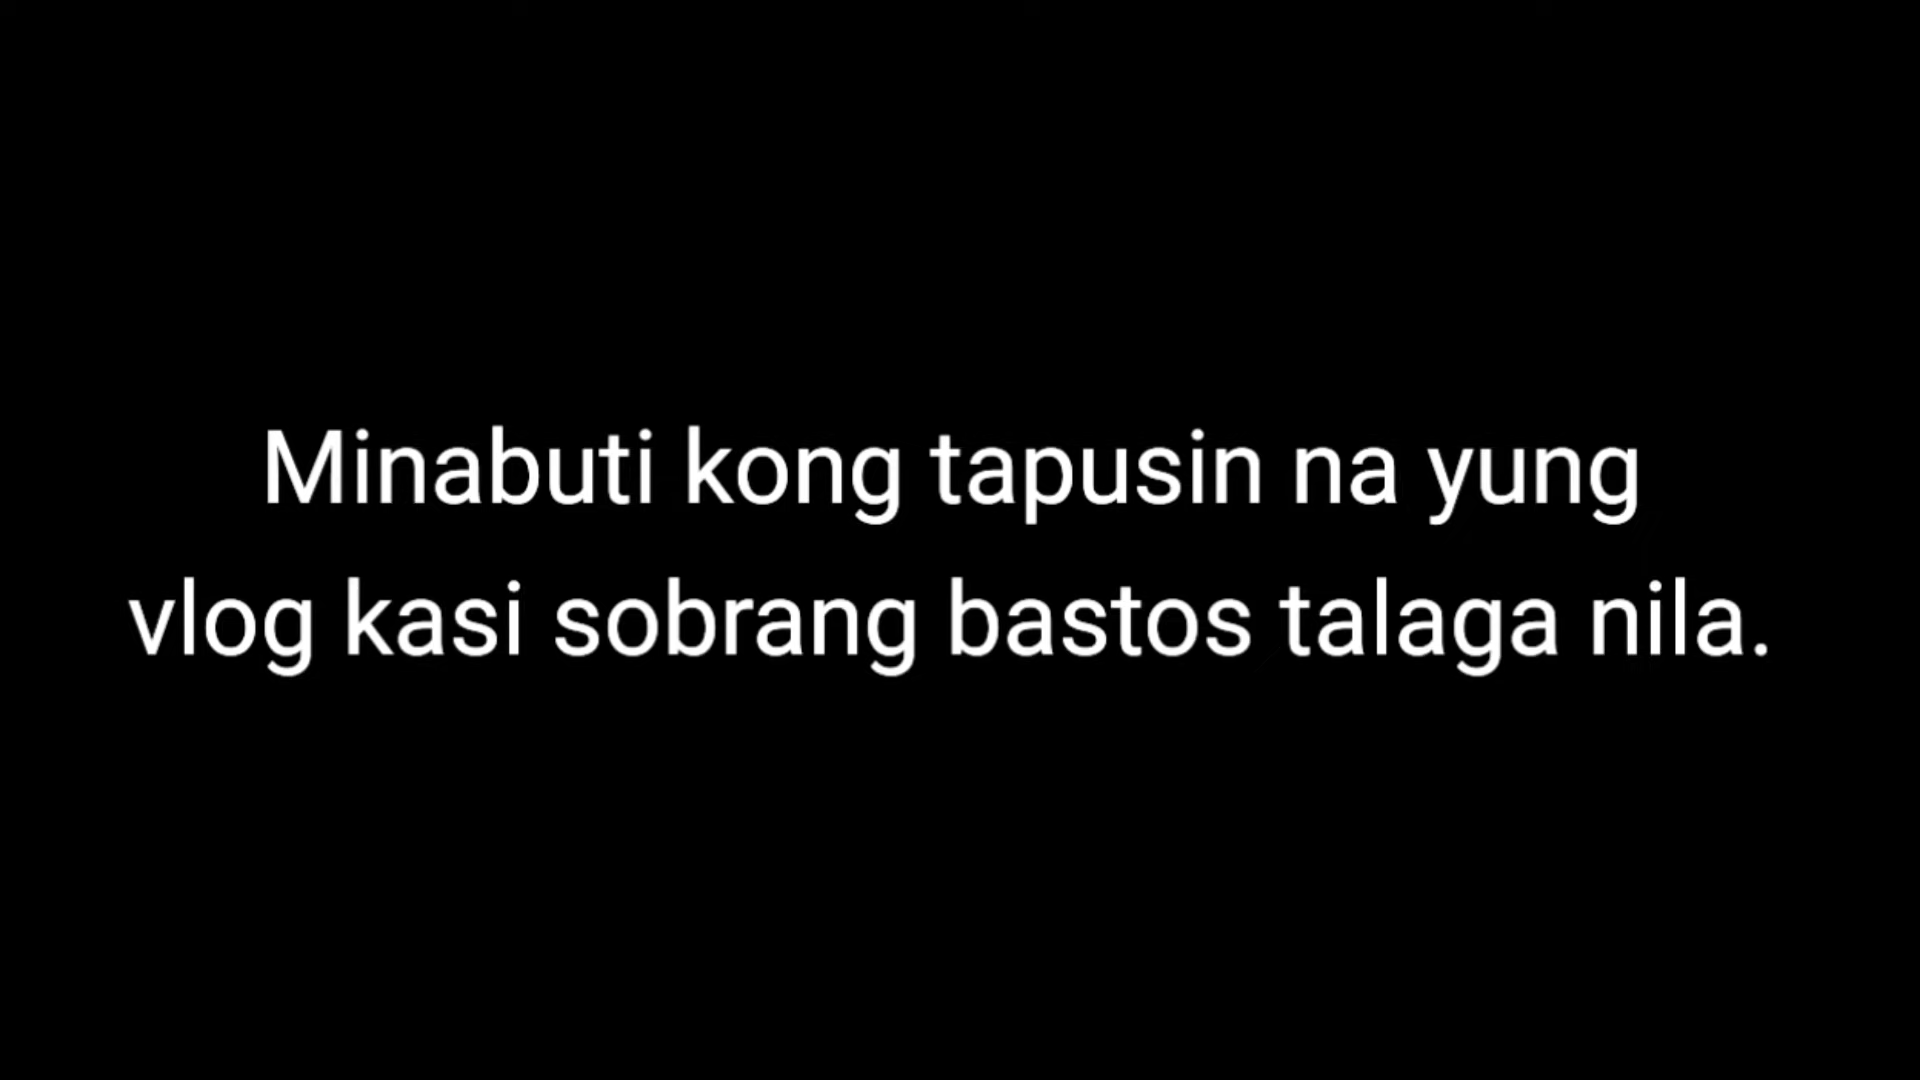 Minabuti kong tapusin na yung
vlog kasi sobrang bastos talaga nila.